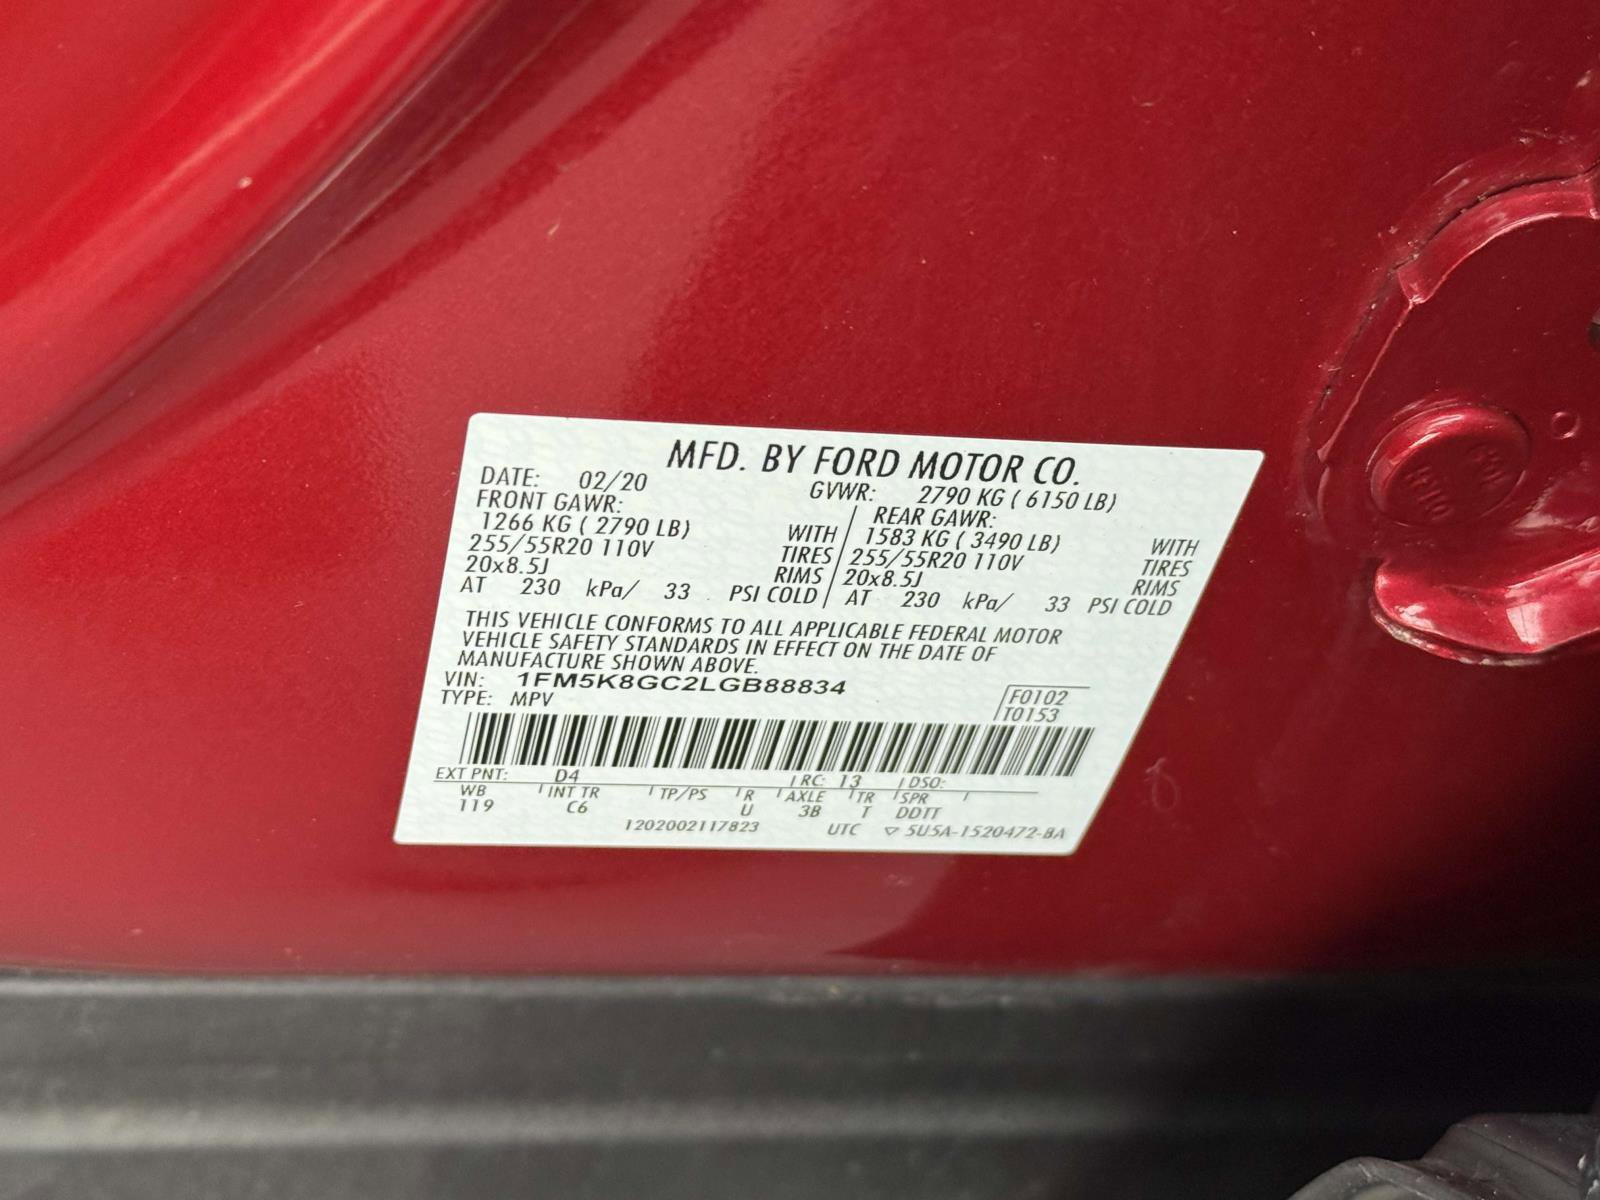 MFD. BY FORD MOTOR CO.
DATE: 02/20 GVWR: 2790 KG ( 6150 LB)
FRONT GAWR: REAR GAWR:
1266 KG ( 2790 LB) WITH 1583 KG ( 3490 LB) WITH
255/55R20 110V TIRES 255/55R20 110V TIRES
20x8.5J RIMS 20x8.5J RIMS
AT 230 kPa/ 33 PSI COLD AT 230 kPa/ 33 PSI COLD
THIS VEHICLE CONFORMS TO ALL APPLICABLE FEDERAL MOTOR
VEHICLE SAFETY STANDARDS IN EFFECT ON THE DATE OF
MANUFACTURE SHOWN ABOVE.
VIN: 1FM5K8GC2LGB88834 F0102
TYPE: MPV T0153
EXT PNT: D4 RC: 13 DSO:
WB INT TR TP/PS R AXLE TR SPR
119 C6 U 3B T DDTT
1202002117823 UTC ▽ 5U5A-1520472-BA